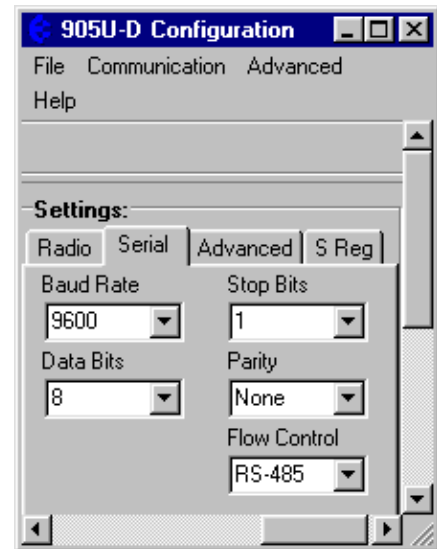 905U-D Configuration
File Communication Advanced
Help
Settings:
Radio Serial Advanced S Reg
Baud Rate Stop Bits
9600 1
Data Bits Parity
8 None
Flow Control
RS-485